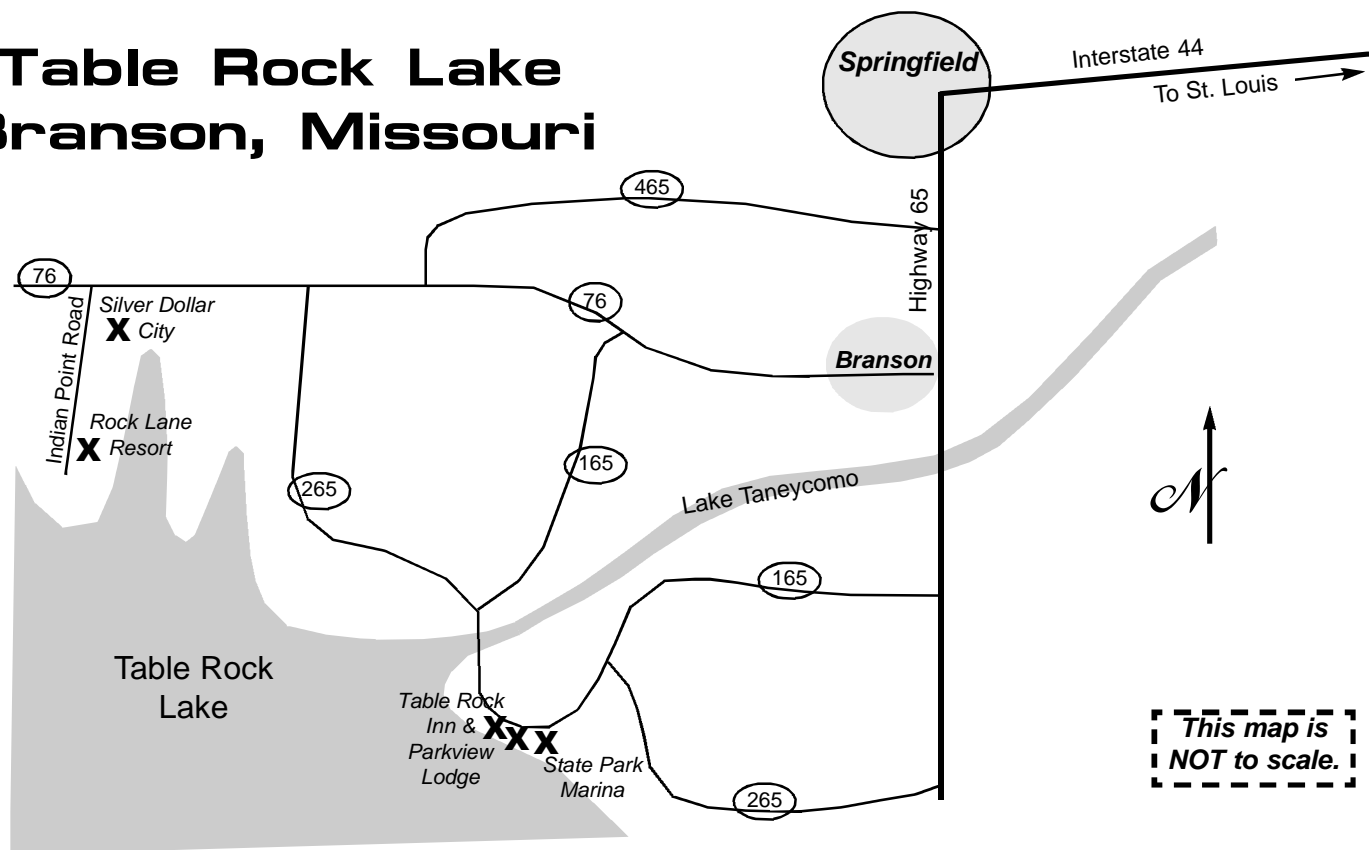 Table Rock Lake
Branson, Missouri
Springfield
Interstate 44
To St. Louis
465
Highway 65
76
Silver Dollar
City
76
Indian Point Road
Branson
Rock Lane
Resort
X
X
265
165
Lake Taneycomo
N
165
Table Rock
Lake
Table Rock
Inn &
Parkview
Lodge
X
X
X
State Park
Marina
265
This map is
NOT to scale.